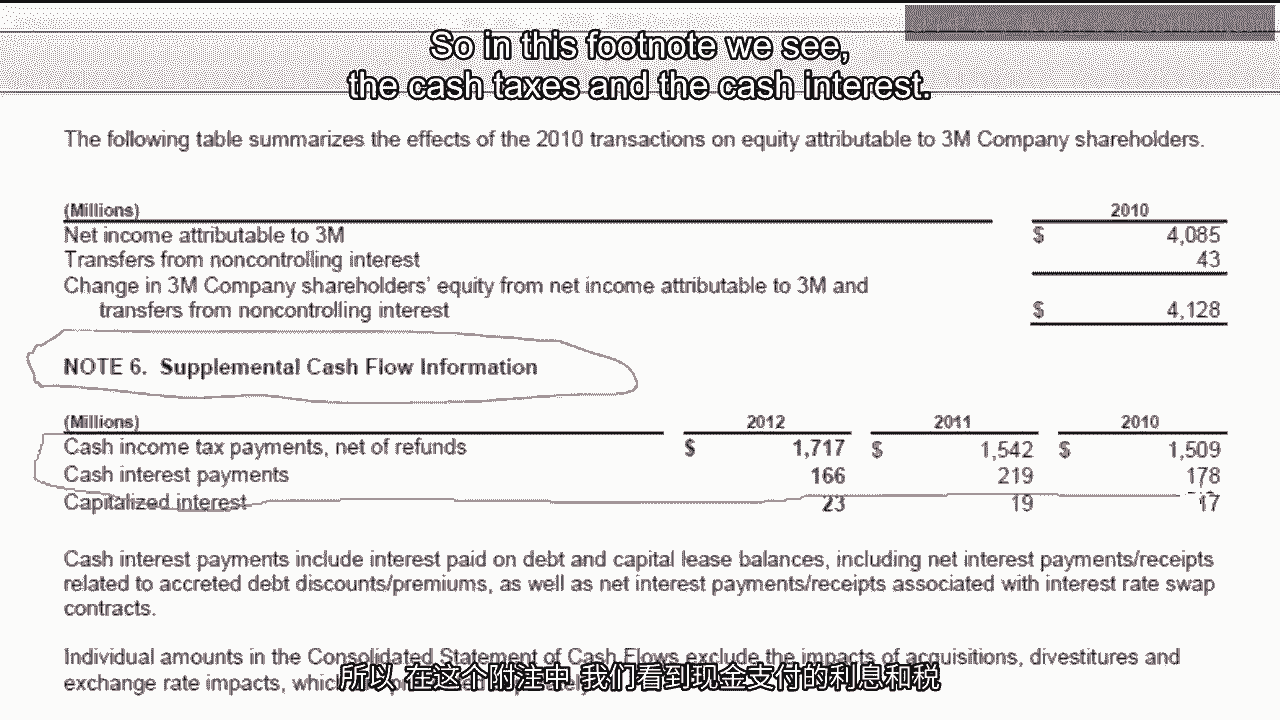 So in this footnote we see,
the cash taxes and the cash interest.
The following table summarizes the effects of the 2010 transactions on equity attributable to 3M Company shareholders.
(Millions) 2010
Net income attributable to 3M $ 4,085
Transfers from noncontrolling interest 43
Change in 3M Company shareholders' equity from net income attributable to 3M and
transfers from noncontrolling interest $ 4,128
NOTE 6. Supplemental Cash Flow Information
(Millions) 2012 2011 2010
Cash income tax payments, net of refunds $ 1,717 $ 1,542 $ 1,509
Cash interest payments 166 219 178
Capitalized interest 23 19 17
Cash interest payments include interest paid on debt and capital lease balances, including net interest payments/receipts
related to accreted debt discounts/premiums, as well as net interest payments/receipts associated with interest rate swap
contracts.
Individual amounts in the Consolidated Statement of Cash Flows exclude the impacts of acquisitions, divestitures and
exchange rate impacts,
所以 在这个附注中 我们看到现金支付的利息和税